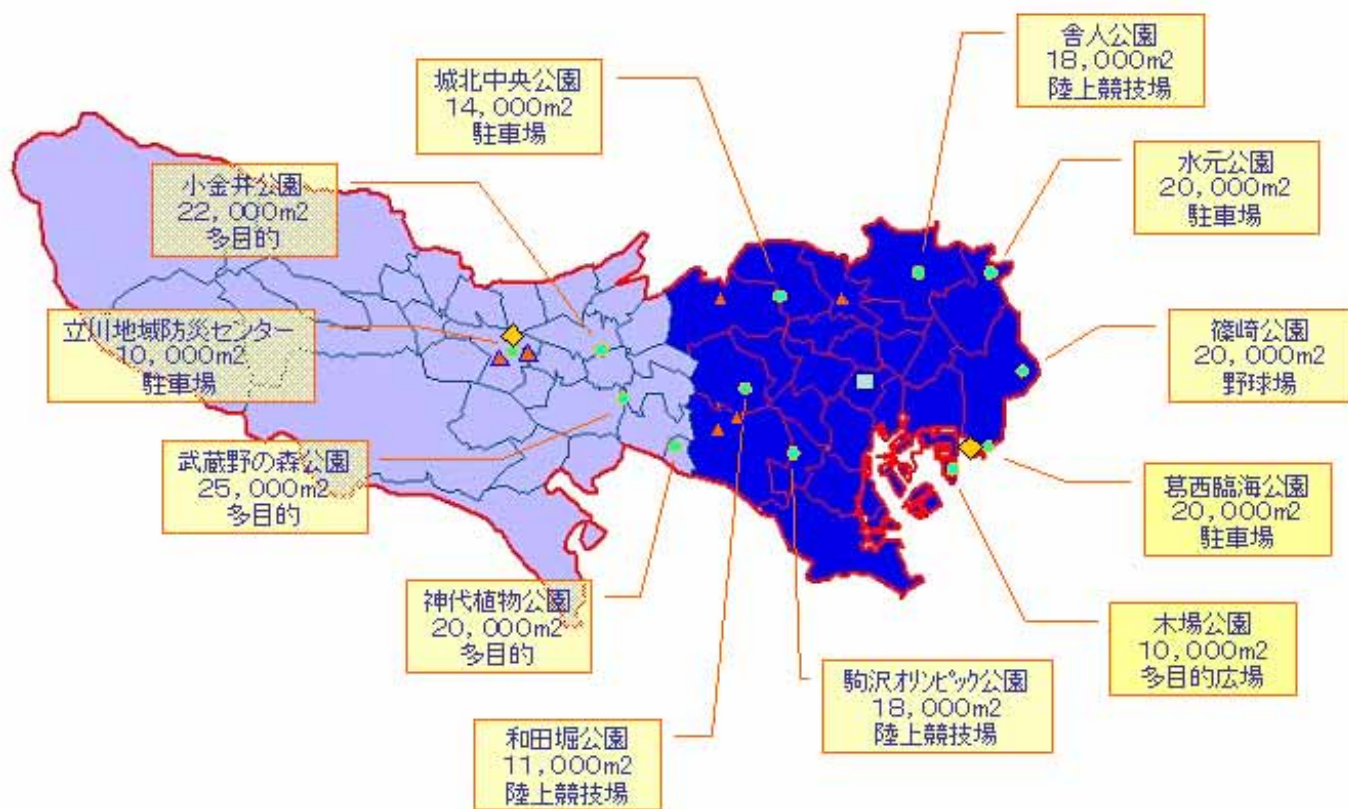 舎人公園
18,000m2
陸上競技場
城北中央公園
14,000m2
駐車場
水元公園
20,000m2
駐車場
小金井公園
22,000m2
多目的
立川地域防災センター
10,000m2
駐車場
篠崎公園
20,000m2
野球場
武蔵野の森公園
25,000m2
多目的
葛西臨海公園
20,000m2
駐車場
神代植物公園
20,000m2
多目的
木場公園
10,000m2
多目的広場
駒沢オリンピック公園
18,000m2
陸上競技場
和田堀公園
11,000m2
陸上競技場